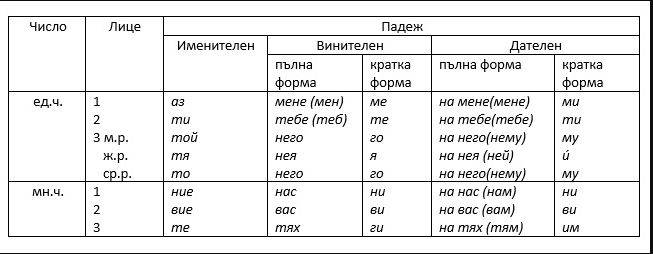 Число Лице Падеж
Именителен Винителен Дателен
пълна форма кратка форма пълна форма кратка форма
ед.ч. 1 аз мене (мен) ме на мене(мене) ми
2 ти тебе (теб) те на тебе(тебе) ти
3 м.р. той него го на него(нему) му
ж.р. тя нея я на нея (ней) ѝ
ср.р. то него го на него(нему) му
мн.ч. 1 ние нас ни на нас (нам) ни
2 вие вас ви на вас (вам) ви
3 те тях ги на тях (тям) им